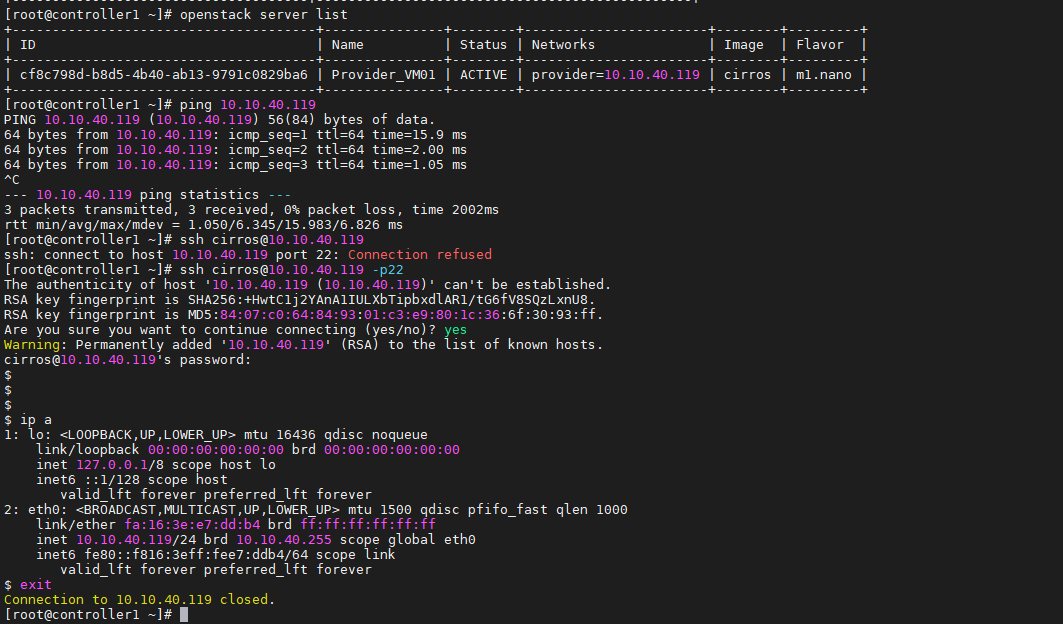 [root@controller1 ~]# openstack server list
+--------------------------------------+---------------+--------+-----------------------+--------+---------+
| ID | Name | Status | Networks | Image | Flavor |
+--------------------------------------+---------------+--------+-----------------------+--------+---------+
| cf8c798d-b8d5-4b40-ab13-9791c0829ba6 | Provider_VM01 | ACTIVE | provider=10.10.40.119 | cirros | m1.nano |
+--------------------------------------+---------------+--------+-----------------------+--------+---------+
[root@controller1 ~]# ping 10.10.40.119
PING 10.10.40.119 (10.10.40.119) 56(84) bytes of data.
64 bytes from 10.10.40.119: icmp_seq=1 ttl=64 time=15.9 ms
64 bytes from 10.10.40.119: icmp_seq=2 ttl=64 time=2.00 ms
64 bytes from 10.10.40.119: icmp_seq=3 ttl=64 time=1.05 ms
^C
--- 10.10.40.119 ping statistics ---
3 packets transmitted, 3 received, 0% packet loss, time 2002ms
rtt min/avg/max/mdev = 1.050/6.345/15.983/6.826 ms
[root@controller1 ~]# ssh cirros@10.10.40.119
ssh: connect to host 10.10.40.119 port 22: Connection refused
[root@controller1 ~]# ssh cirros@10.10.40.119 -p22
The authenticity of host '10.10.40.119 (10.10.40.119)' can't be established.
RSA key fingerprint is SHA256:+HwtC1j2YAnA1IULXbTipbxdlAR1/tG6fV8SQzLxnU8.
RSA key fingerprint is MD5:84:07:c0:64:84:93:01:c3:e9:80:1c:36:6f:30:93:ff.
Are you sure you want to continue connecting (yes/no)? yes
Warning: Permanently added '10.10.40.119' (RSA) to the list of known hosts.
cirros@10.10.40.119's password:
$
$
$
$ ip a
1: lo: <LOOPBACK,UP,LOWER_UP> mtu 16436 qdisc noqueue
link/loopback 00:00:00:00:00:00 brd 00:00:00:00:00:00
inet 127.0.0.1/8 scope host lo
inet6 ::1/128 scope host
valid_lft forever preferred_lft forever
2: eth0: <BROADCAST,MULTICAST,UP,LOWER_UP> mtu 1500 qdisc pfifo_fast qlen 1000
link/ether fa:16:3e:e7:dd:b4 brd ff:ff:ff:ff:ff:ff
inet 10.10.40.119/24 brd 10.10.40.255 scope global eth0
inet6 fe80::f816:3eff:fee7:ddb4/64 scope link
valid_lft forever preferred_lft forever
$ exit
Connection to 10.10.40.119 closed.
[root@controller1 ~]#